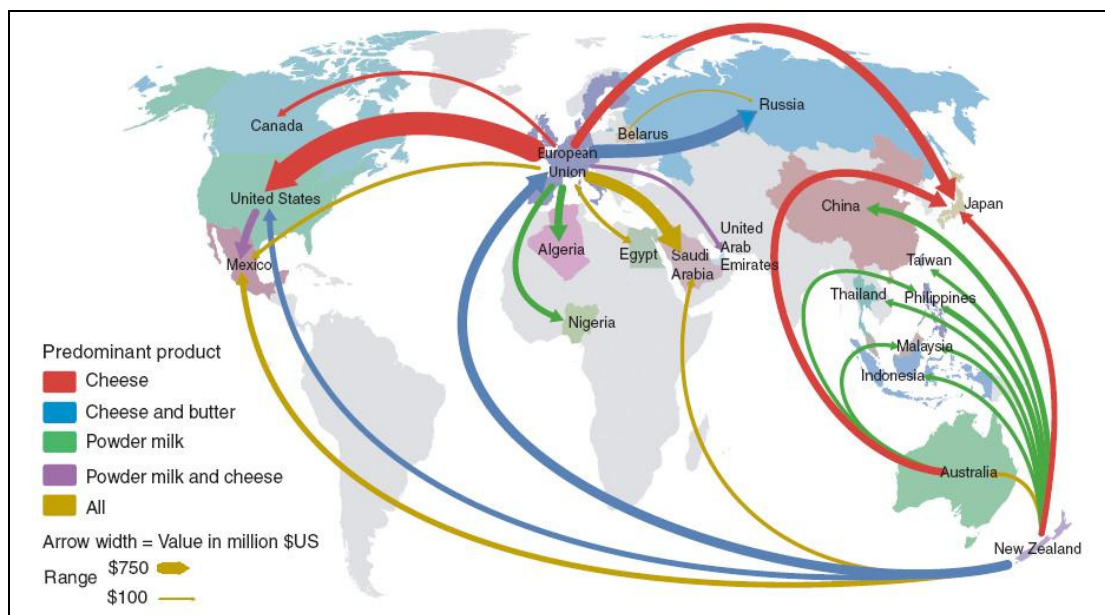 Canada
Russia
Belarus
European
Union
United States
China
Japan
Mexico
Algeria
Egypt
Saudi
Arabia
United
Arab
Emirates
Taiwan
Thailand
Philippines
Nigeria
Malaysia
Indonesia
Australia
New Zealand
Predominant product
Cheese
Cheese and butter
Powder milk
Powder milk and cheese
All
Arrow width = Value in million $US
Range
$750
$100